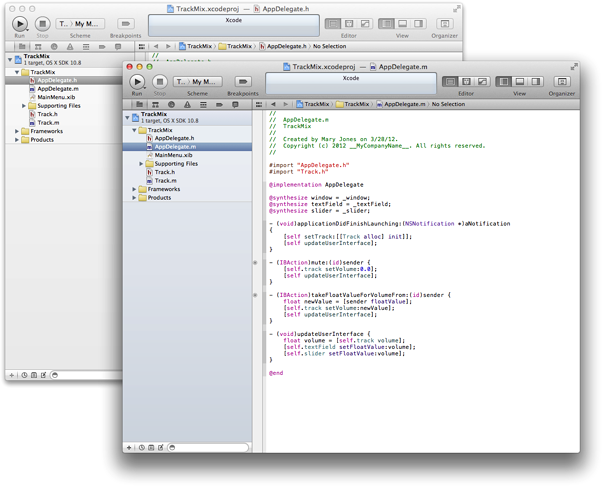 TrackMix.xcodeproj — AppDelegate.h
Run
Stop
T... My M...
Scheme
Breakpoints
Xcode
Editor
View
Organizer
TrackMix
1 target, OS X SDK 10.8
TrackMix
AppDelegate.h
AppDelegate.m
MainMenu.xib
Supporting Files
Track.h
Track.m
Frameworks
Products
TrackMix
TrackMix
AppDelegate.h
No Selection
//
TrackMix.xcodeproj — AppDelegate.m
Run
Stop
T... My M...
Scheme
Breakpoints
Xcode
Editor
View
Organizer
TrackMix
1 target, OS X SDK 10.8
TrackMix
AppDelegate.h
AppDelegate.m
MainMenu.xib
Supporting Files
Track.h
Track.m
Frameworks
Products
TrackMix
TrackMix
AppDelegate.m
No Selection
//
//  AppDelegate.m
//  TrackMix
//
//  Created by Mary Jones on 3/28/12.
//  Copyright (c) 2012 __MyCompanyName__. All rights reserved.
//
#import "AppDelegate.h"
#import "Track.h"
@implementation AppDelegate
@synthesize window = _window;
@synthesize textField = _textField;
@synthesize slider = _slider;
- (void)applicationDidFinishLaunching:(NSNotification *)aNotification
{
[self setTrack:[[Track alloc] init]];
[self updateUserInterface];
}
- (IBAction)mute:(id)sender {
[self.track setVolume:0.0];
[self updateUserInterface];
}
- (IBAction)takeFloatValueForVolumeFrom:(id)sender {
float newValue = [sender floatValue];
[self.track setVolume:newValue];
[self updateUserInterface];
}
- (void)updateUserInterface {
float volume = [self.track volume];
[self.textField setFloatValue:volume];
[self.slider setFloatValue:volume];
}
@end